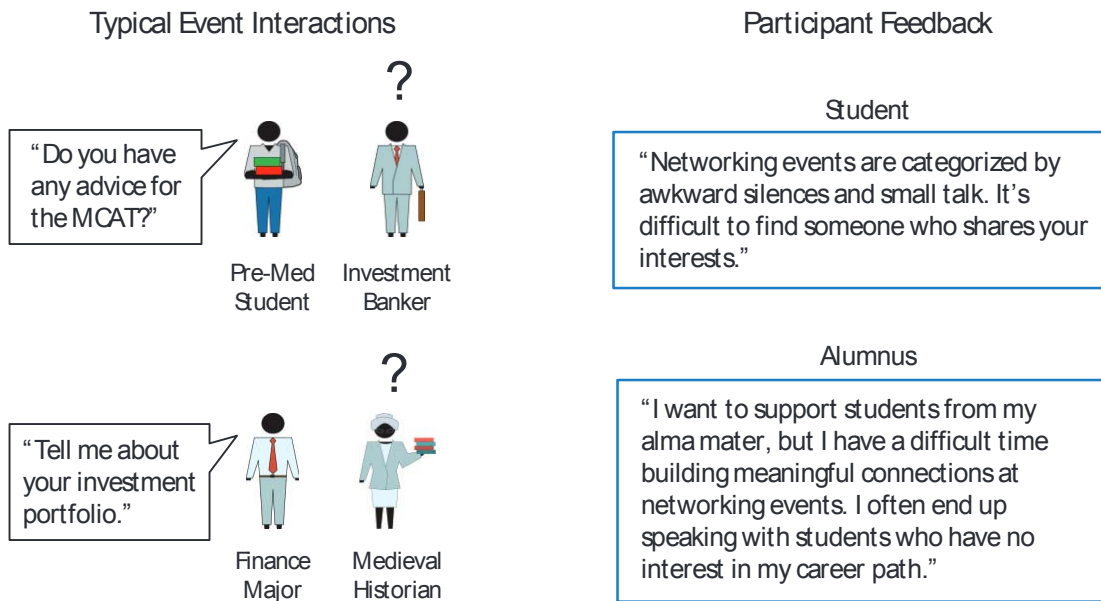 Typical Event Interactions
?
“Do you have
any advice for
the MCAT?”
Pre-Med
Student
Investment
Banker
?
“Tell me about
your investment
portfolio.”
Finance
Major
Medieval
Historian
Participant Feedback
Student
“Networking events are categorized by
awkward silences and small talk. It’s
difficult to find someone who shares your
interests.”
Alumnus
“I want to support students from my
alma mater, but I have a difficult time
building meaningful connections at
networking events. I often end up
speaking with students who have no
interest in my career path.”